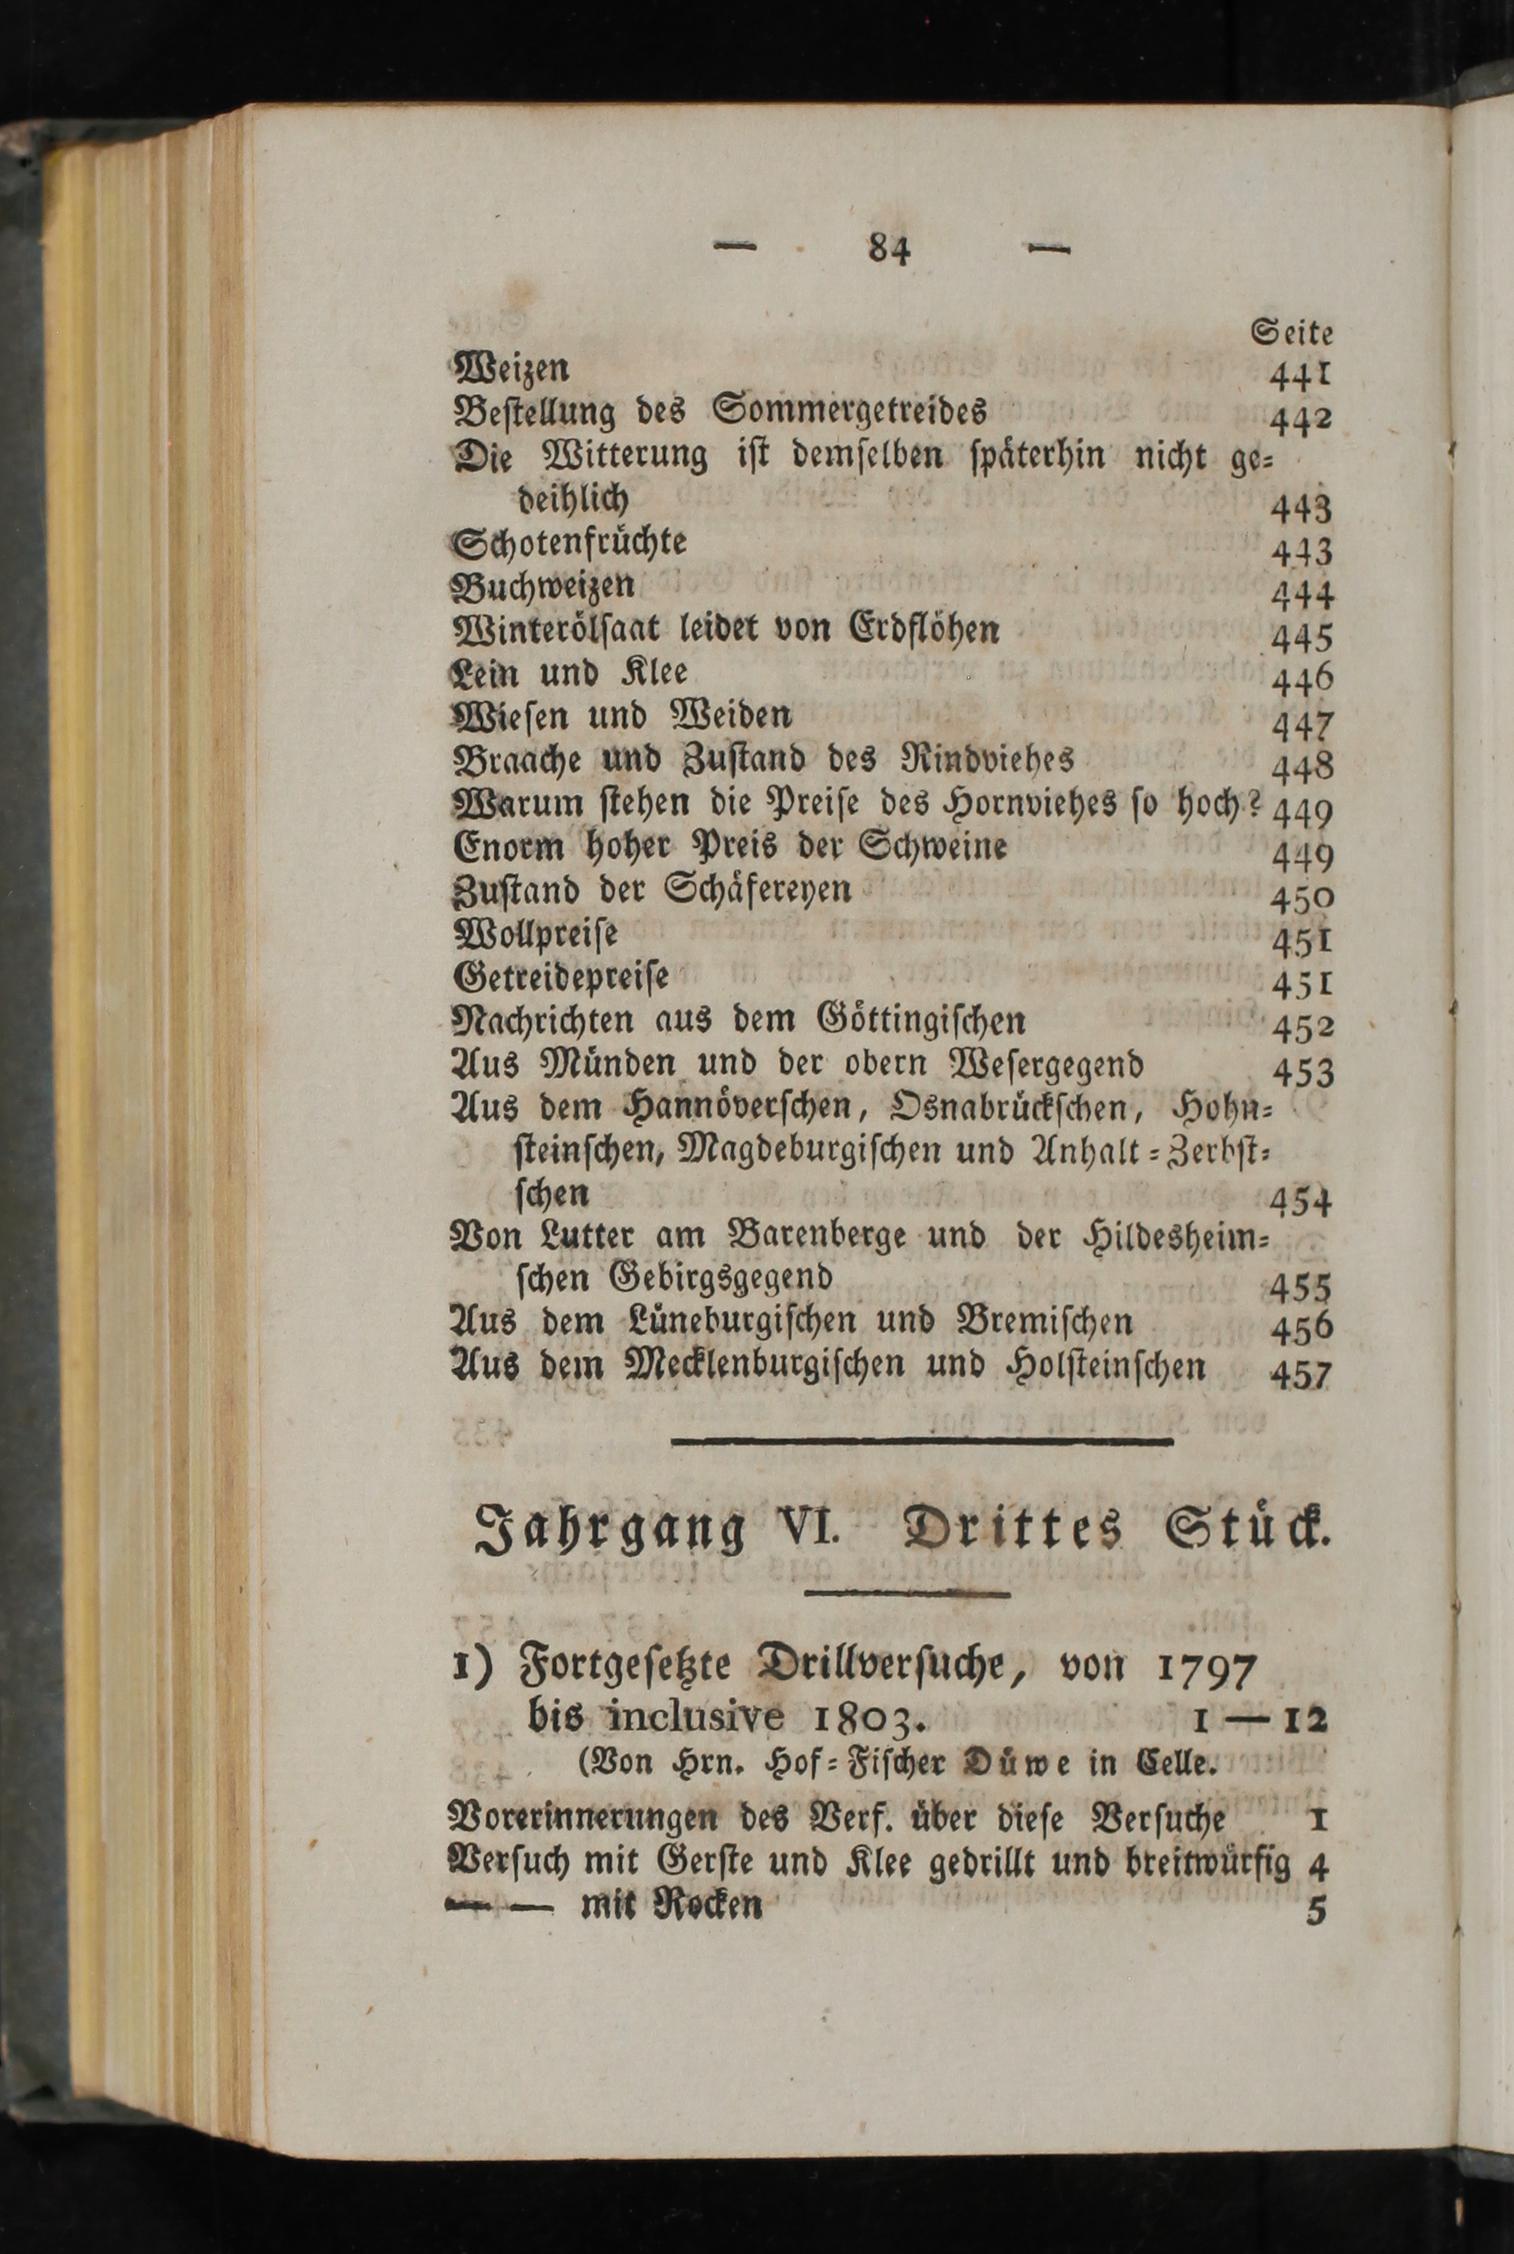 — 84 —
Seite
Weizen 441
Bestellung des Sommergetreides 442
Die Witterung ist demselben späterhin nicht ge=
deihlich 443
Schotenfrüchte 443
Buchweizen 444
Winterölsaat leidet von Erdflöhen 445
Lein und Klee 446
Wiesen und Weiden 447
Braache und Zustand des Rindviehes 448
Warum stehen die Preise des Hornviehes so hoch? 449
Enorm hoher Preis der Schweine 449
Zustand der Schäfereyen 450
Wollpreise 451
Getreidepreise 451
Nachrichten aus dem Göttingischen 452
Aus Münden und der obern Wesergegend 453
Aus dem Hannöverschen, Osnabrückschen, Hohn=
steinschen, Magdeburgischen und Anhalt=Zerbst=
schen 454
Von Lutter am Barenberge und der Hildesheim=
schen Gebirgsgegend 455
Aus dem Lüneburgischen und Bremischen 456
Aus dem Mecklenburgischen und Holsteinschen 457
Jahrgang VI. Drittes Stück.
1) Fortgesetzte Drillversuche, von 1797
bis inclusive 1803. 1—12
(Von Hrn. Hof=Fischer Düwe in Celle.
Vorerinnerungen des Verf. über diese Versuche 1
Versuch mit Gerste und Klee gedrillt und breitwürfig 4
— — mit Rocken 5